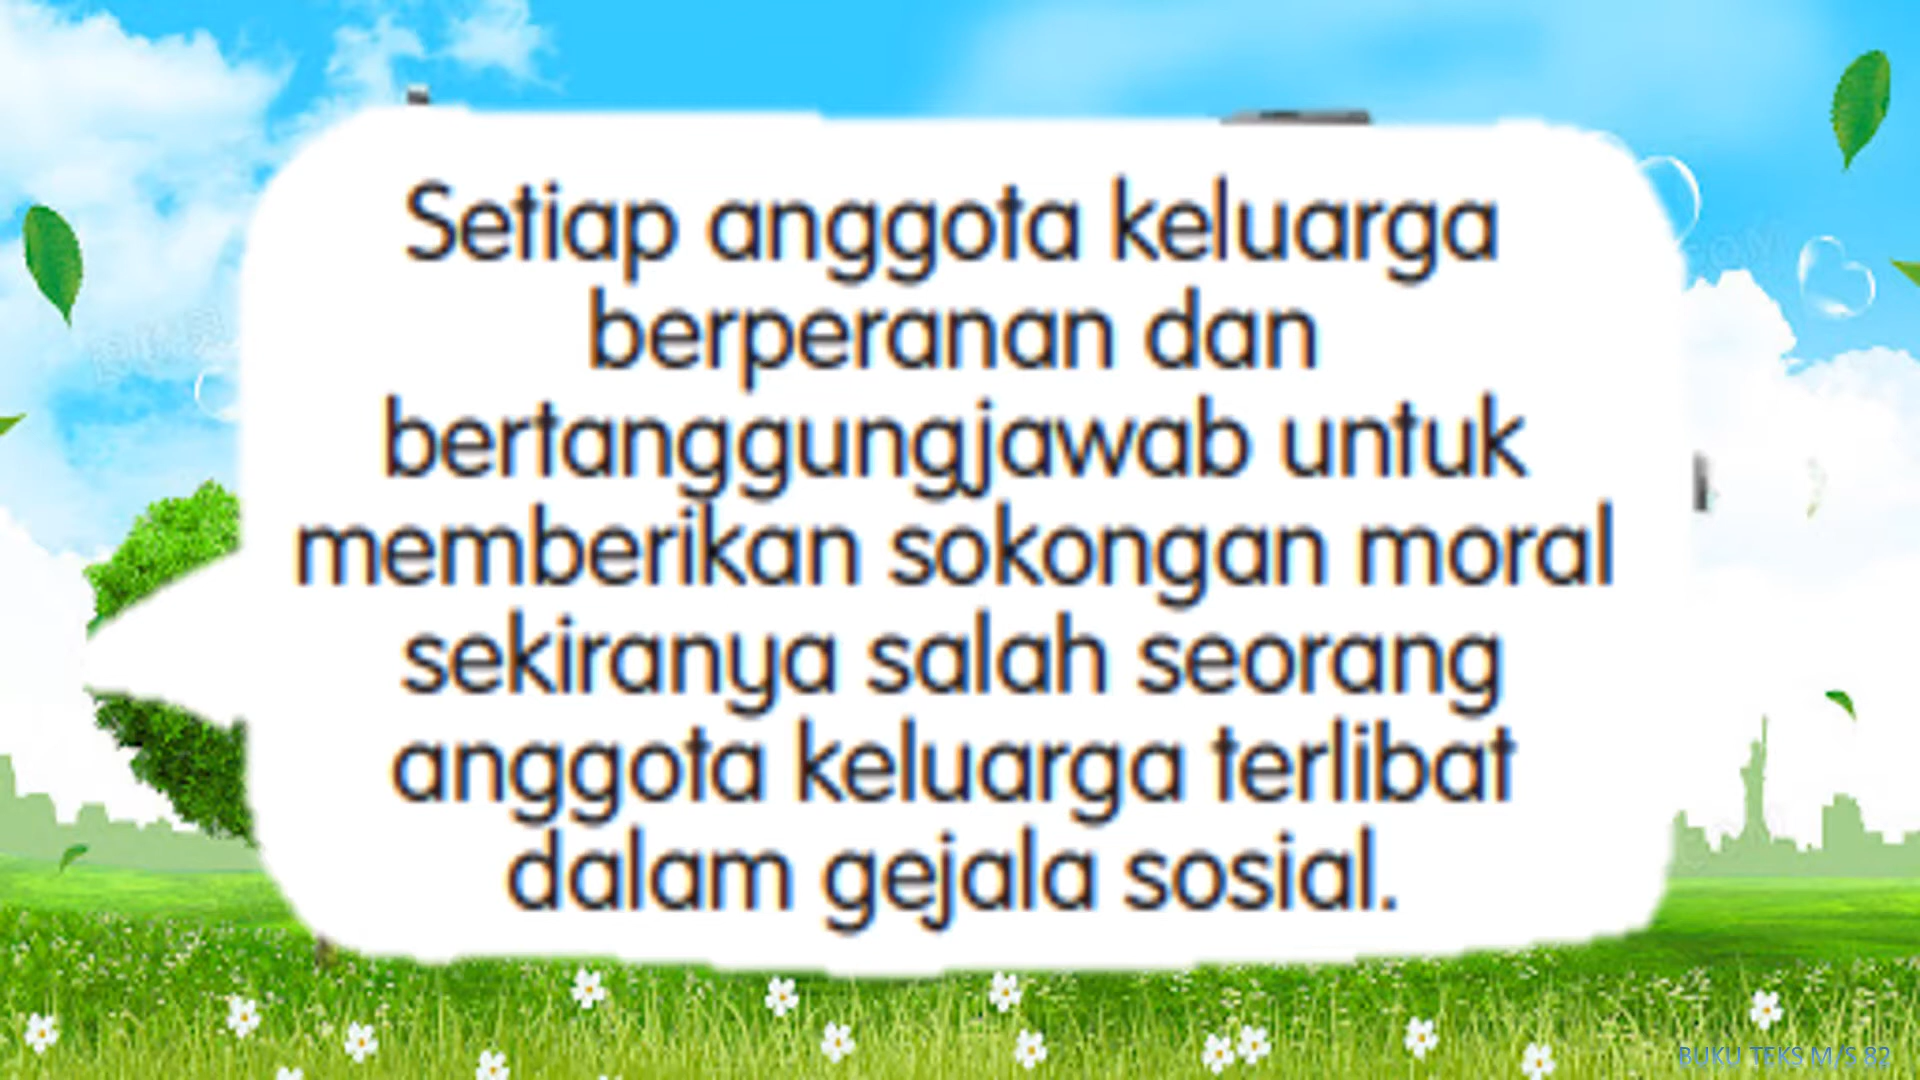 Setiap anggota keluarga
berperanan dan
bertanggungjawab untuk
memberikan sokongan moral
sekiranya salah seorang
anggota keluarga terlibat
dalam gejala sosial.
BUKU TEKS M/S 82